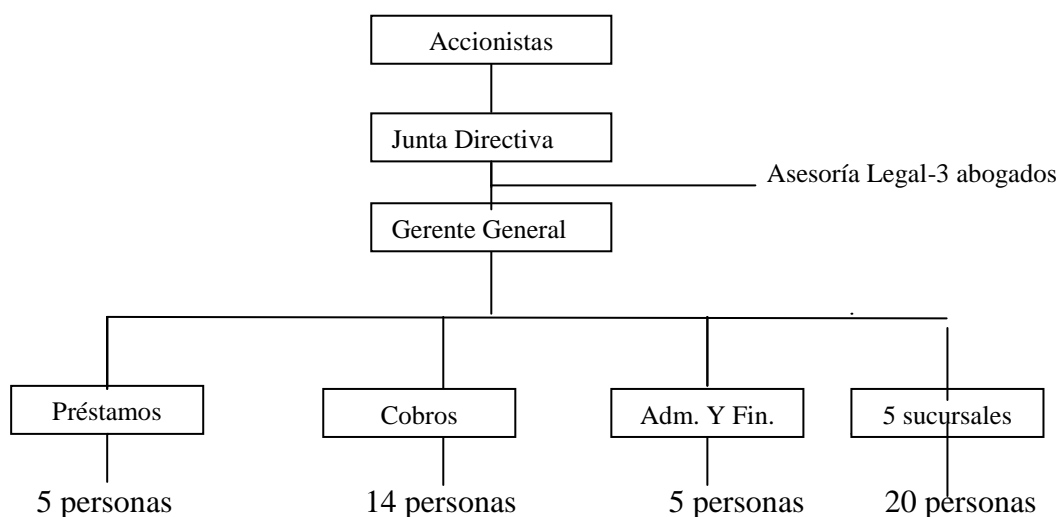 Accionistas
Junta Directiva
Asesoría Legal-3 abogados
Gerente General
Préstamos
Cobros
Adm. Y Fin.
5 sucursales
5 personas
14 personas
5 personas
20 personas